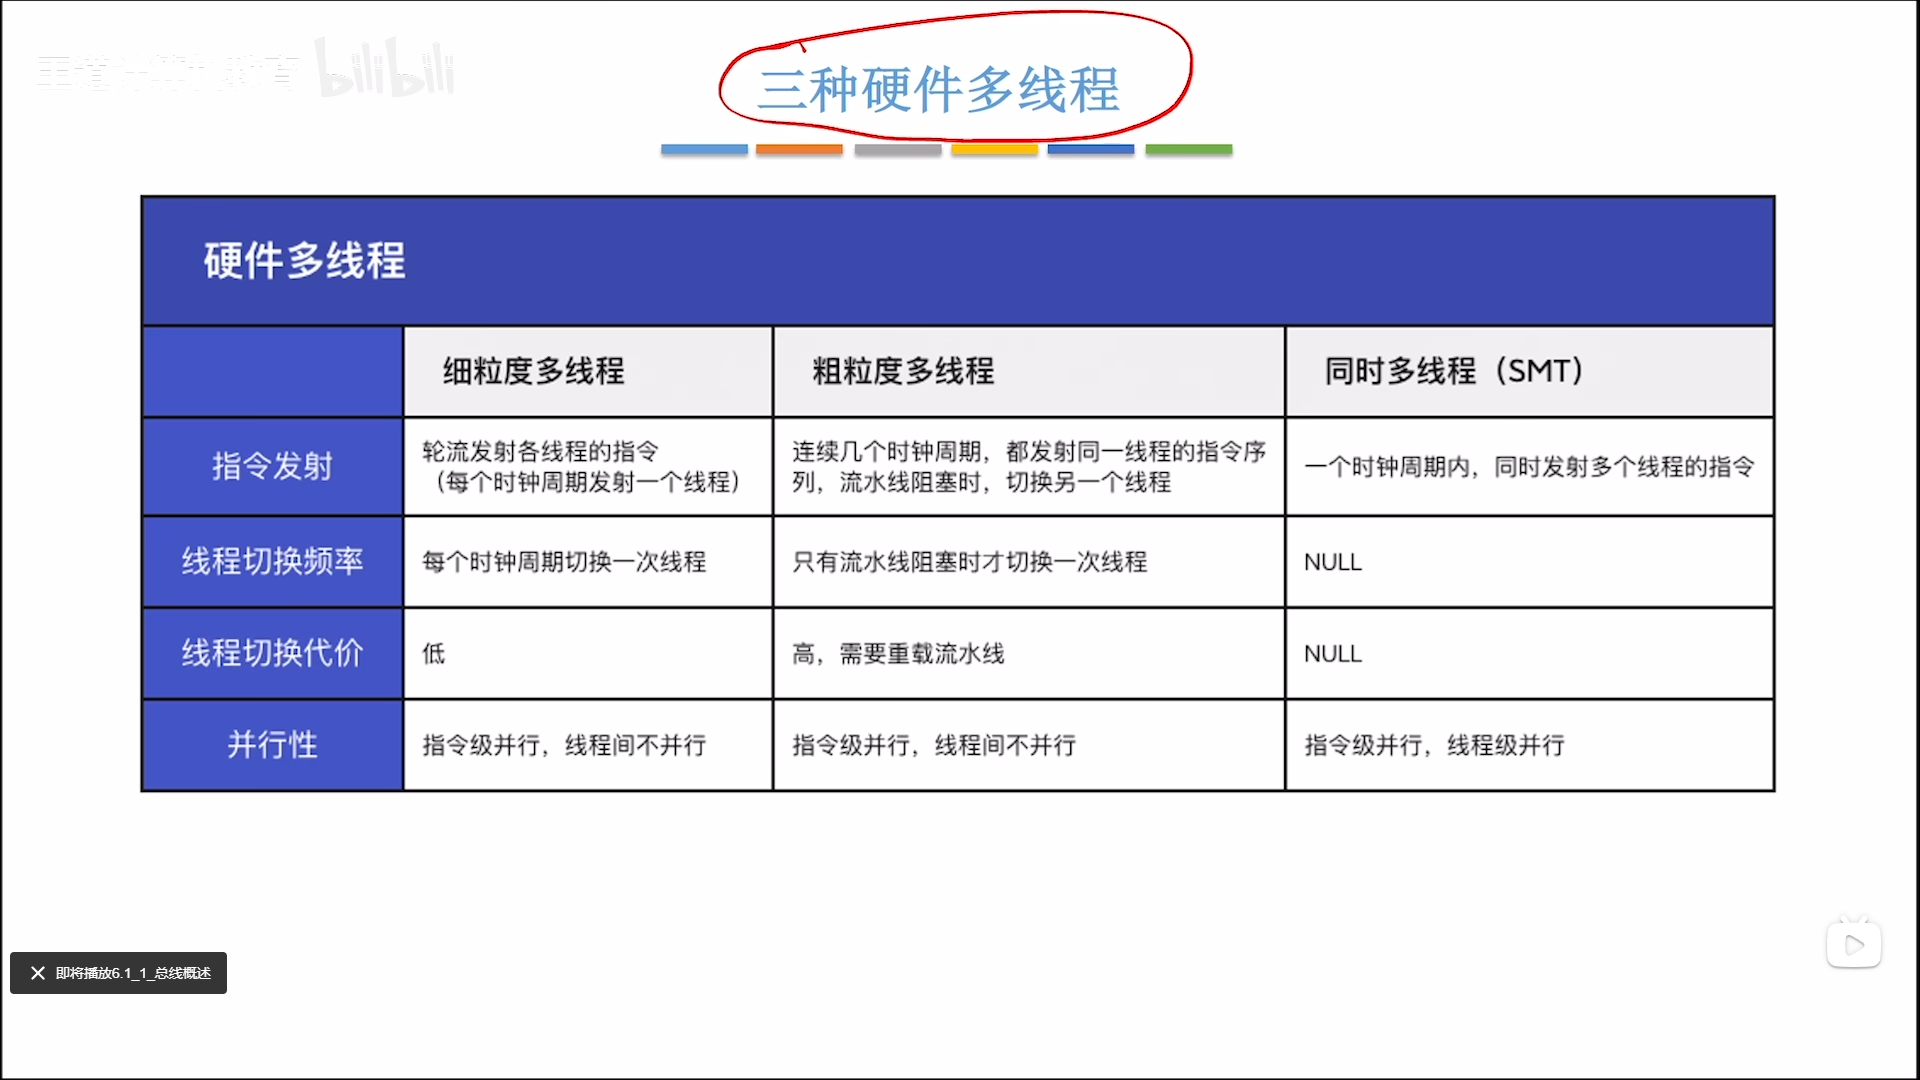 王道计算机教育 bilibili
三种硬件多线程
硬件多线程
细粒度多线程 粗粒度多线程 同时多线程（SMT）
指令发射
轮流发射各线程的指令
（每个时钟周期发射一个线程）
连续几个时钟周期，都发射同一线程的指令序
列，流水线阻塞时，切换另一个线程
一个时钟周期内，同时发射多个线程的指令
线程切换频率 每个时钟周期切换一次线程 只有流水线阻塞时才切换一次线程 NULL
线程切换代价 低 高，需要重载流水线 NULL
并行性 指令级并行，线程间不并行 指令级并行，线程间不并行 指令级并行，线程级并行
即将播放6.1_1_总线概述